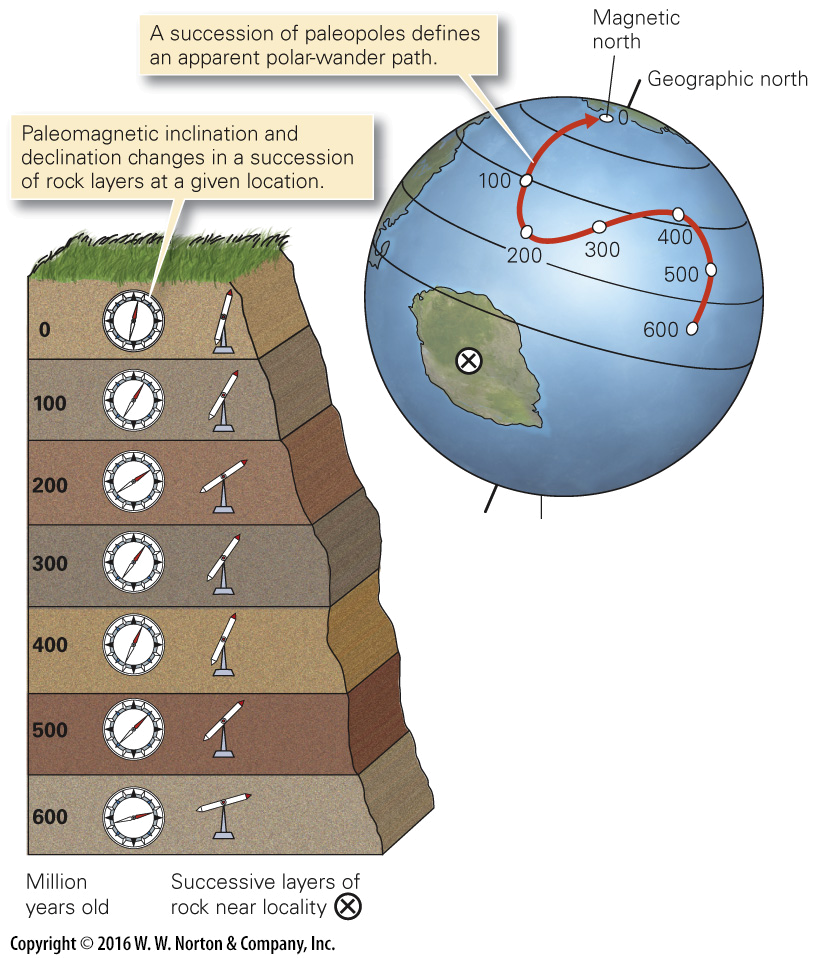 A succession of paleopoles defines
an apparent polar-wander path.
Magnetic
north
Geographic north
Paleomagnetic inclination and
declination changes in a succession
of rock layers at a given location.
0
100
200
300
400
500
600
0
100
200
300
400
500
600
Million
years old
Successive layers of
rock near locality
Copyright © 2016 W. W. Norton & Company, Inc.